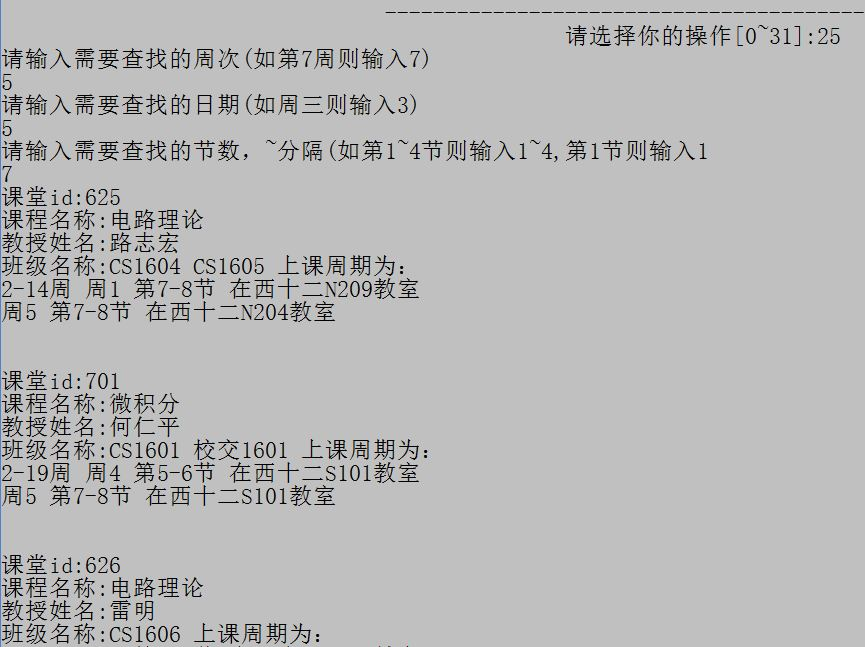 请选择你的操作[0~31]:25
请输入需要查找的周次(如第7周则输入7)
5
请输入需要查找的日期(如周三则输入3)
5
请输入需要查找的节数，~分隔(如第1~4节则输入1~4,第1节则输入1
7
课堂id:625
课程名称:电路理论
教授姓名:路志宏
班级名称:CS1604 CS1605 上课周期为：
2-14周 周1 第7-8节 在西十二N209教室
周5 第7-8节 在西十二N204教室
课堂id:701
课程名称:微积分
教授姓名:何仁平
班级名称:CS1601 校交1601 上课周期为：
2-19周 周4 第5-6节 在西十二S101教室
周5 第7-8节 在西十二S101教室
课堂id:626
课程名称:电路理论
教授姓名:雷明
班级名称:CS1606 上课周期为：